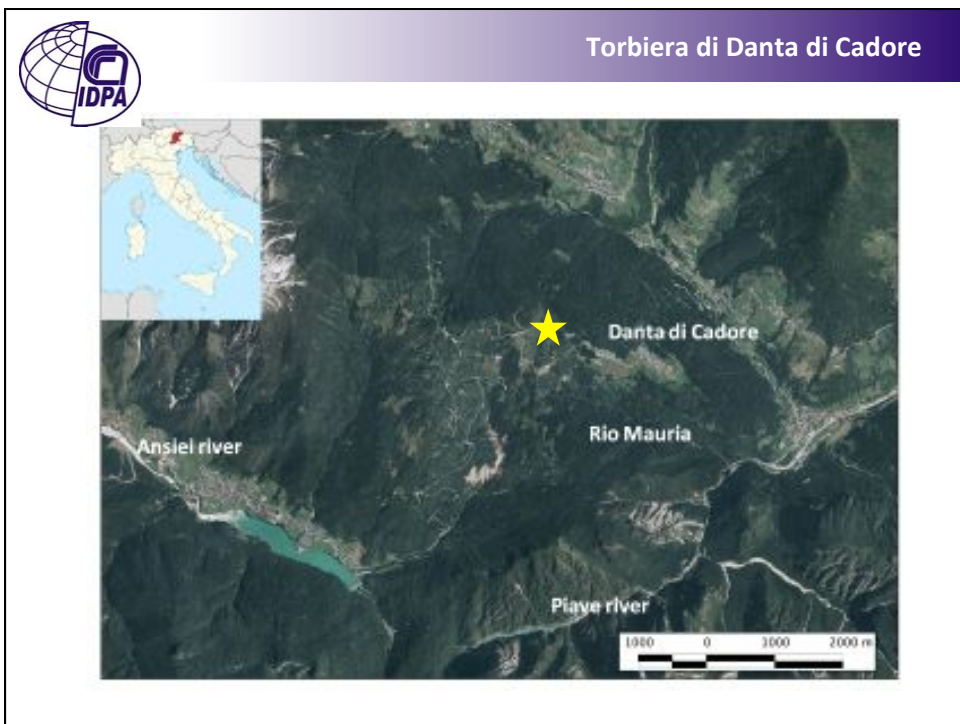 Torbiera di Danta di Cadore
IDPA
Danta di Cadore
Rio Mauria
Ansiei river
Piave river
1000 0 1000 2000 m